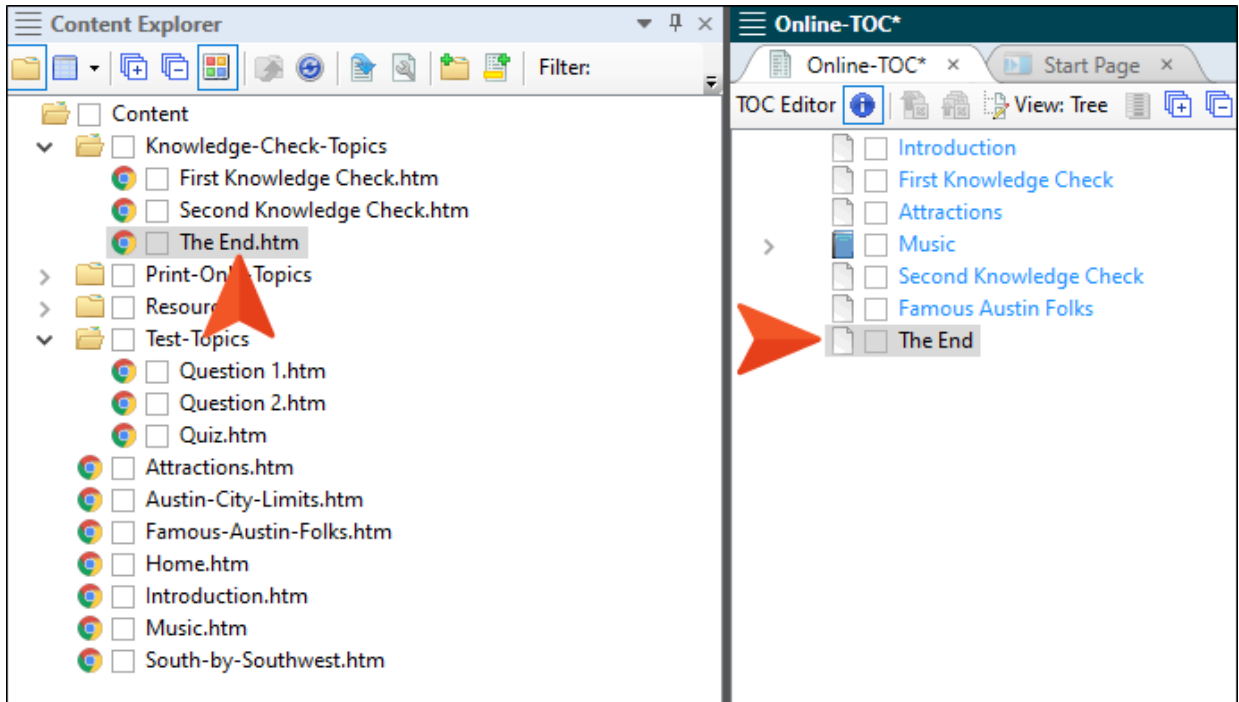 Content Explorer
Filter:
Content
Knowledge-Check-Topics
First Knowledge Check.htm
Second Knowledge Check.htm
The End.htm
Topics
Test-Topics
Question 1.htm
Question 2.htm
Quiz.htm
Attractions.htm
Austin-City-Limits.htm
Famous-Austin-Folks.htm
Home.htm
Introduction.htm
Music.htm
South-by-Southwest.htm
Online-TOC*
Online-TOC* Start Page
TOC Editor View: Tree
Introduction
First Knowledge Check
Attractions
Music
Second Knowledge Check
Famous Austin Folks
The End